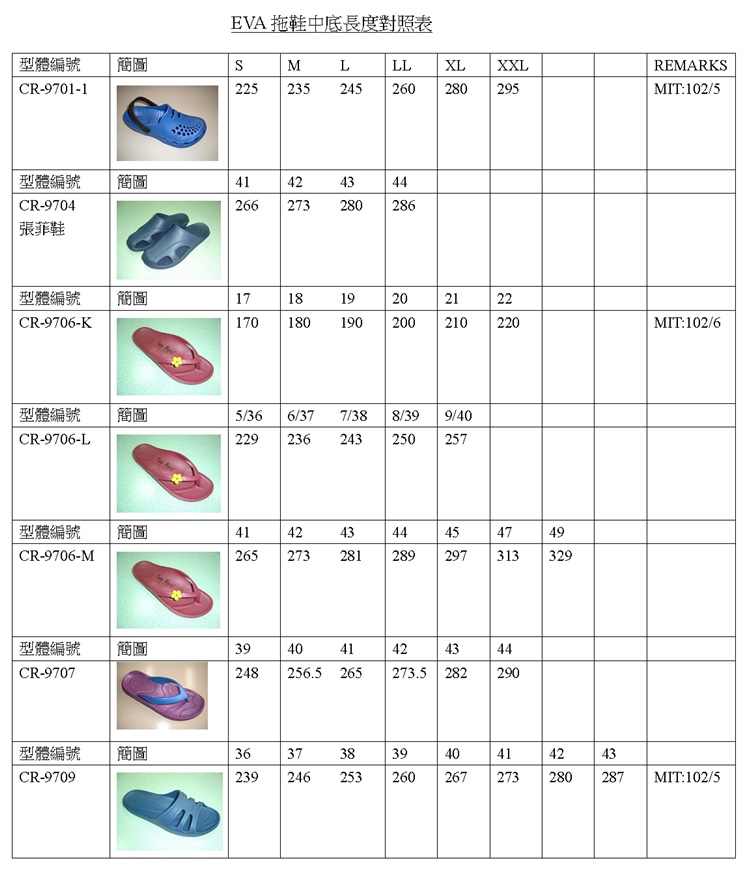 EVA 拖鞋中底長度對照表
型體編號 簡圖 S M L LL XL XXL REMARKS
CR-9701-1 225 235 245 260 280 295 MIT:102/5
型體編號 簡圖 41 42 43 44
CR-9704 266 273 280 286
張菲鞋
型體編號 簡圖 17 18 19 20 21 22
CR-9706-K 170 180 190 200 210 220 MIT:102/6
型體編號 簡圖 5/36 6/37 7/38 8/39 9/40
CR-9706-L 229 236 243 250 257
型體編號 簡圖 41 42 43 44 45 47 49
CR-9706-M 265 273 281 289 297 313 329
型體編號 簡圖 39 40 41 42 43 44
CR-9707 248 256.5 265 273.5 282 290
型體編號 簡圖 36 37 38 39 40 41 42 43
CR-9709 239 246 253 260 267 273 280 287 MIT:102/5